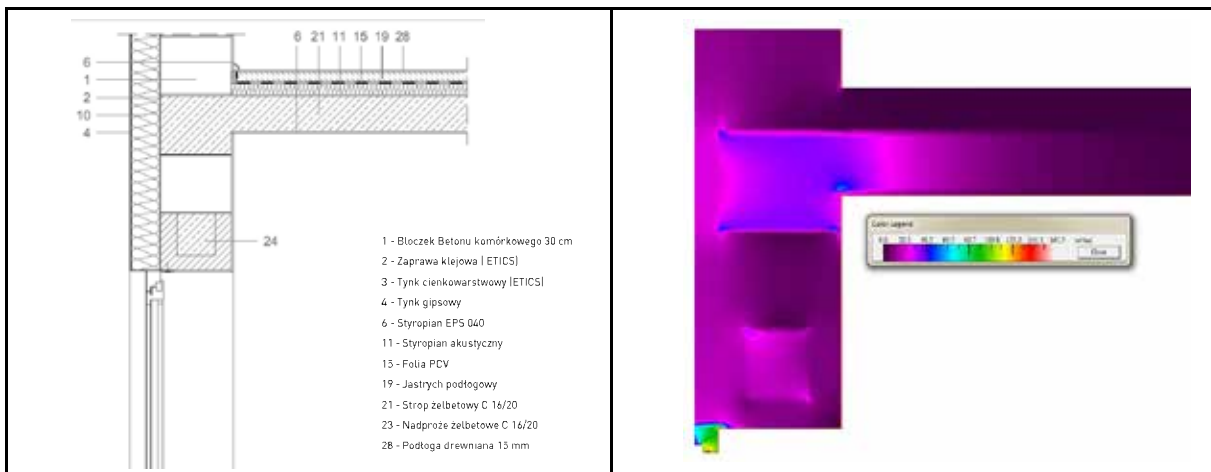 6 21 11 15 19 28
6
1
2
10
4
24
1 - Bloczek Betonu komórkowego 30 cm
2 - Zaprawa klejowa ( ETICS)
3 - Tynk cienkowarstwowy (ETICS)
4 - Tynk gipsowy
6 - Styropian EPS 040
11 - Styropian akustyczny
15 - Folia PCV
19 - Jastrych podłogowy
21 - Strop żelbetowy C 16/20
23 - Nadproże żelbetowe C 16/20
28 - Podłoga drewniana 15 mm
Color Legend
Close